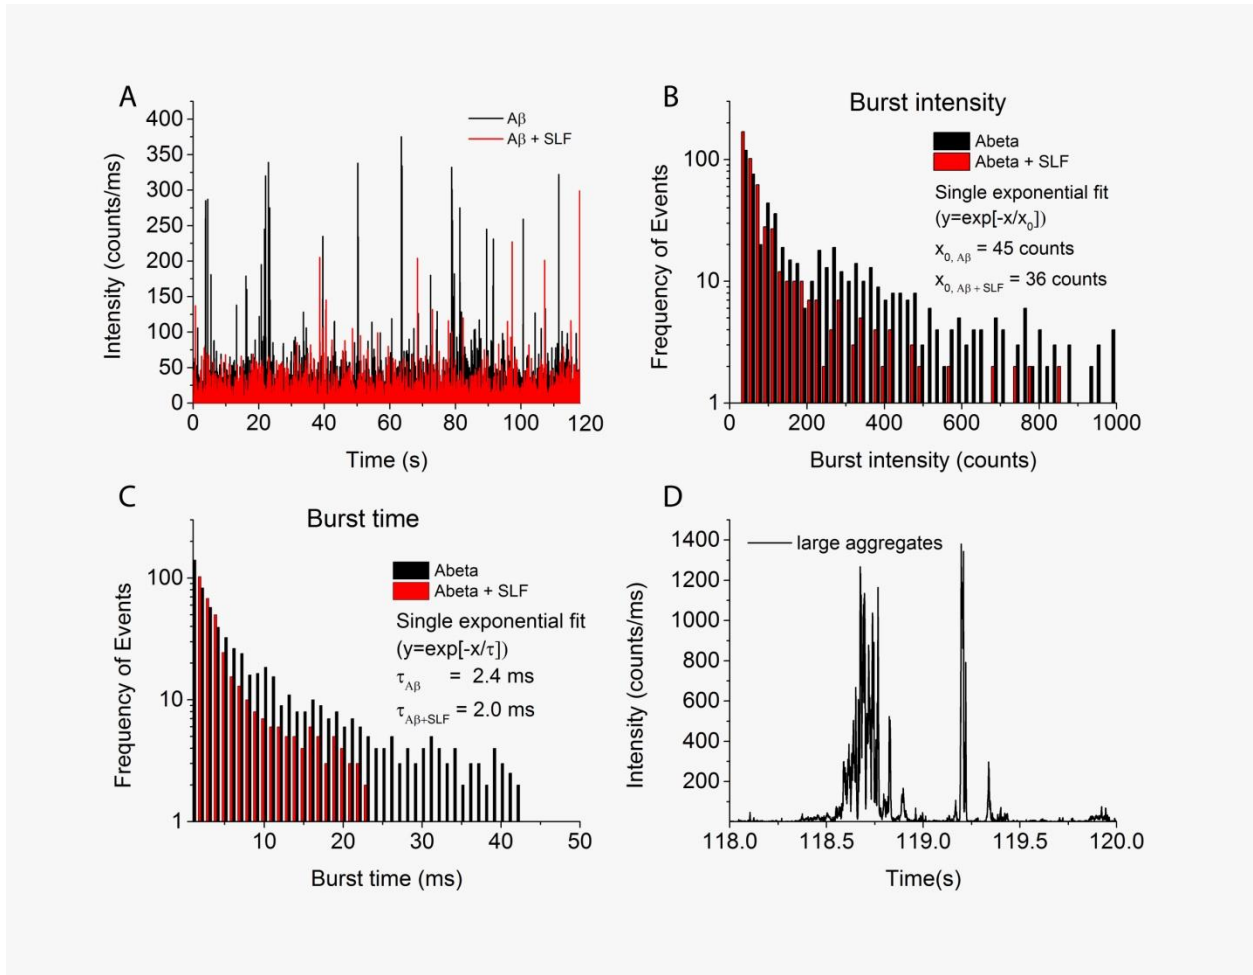 A
Aβ
Aβ + SLF
400
350
300
250
200
150
100
50
0
Intensity (counts/ms)
0 20 40 60 80 100 120
Time (s)
B
Burst intensity
Abeta
Abeta + SLF
Single exponential fit
(y=exp[-x/x0])
x0, Aβ = 45 counts
x0, Aβ + SLF = 36 counts
100
10
1
Frequency of Events
0 200 400 600 800 1000
Burst intensity (counts)
C
Burst time
Abeta
Abeta + SLF
Single exponential fit
(y=exp[-x/τ])
τAβ = 2.4 ms
τAβ+SLF = 2.0 ms
100
10
1
Frequency of Events
10 20 30 40 50
Burst time (ms)
D
large aggregates
1400
1200
1000
800
600
400
200
Intensity (counts/ms)
118.0 118.5 119.0 119.5 120.0
Time(s)